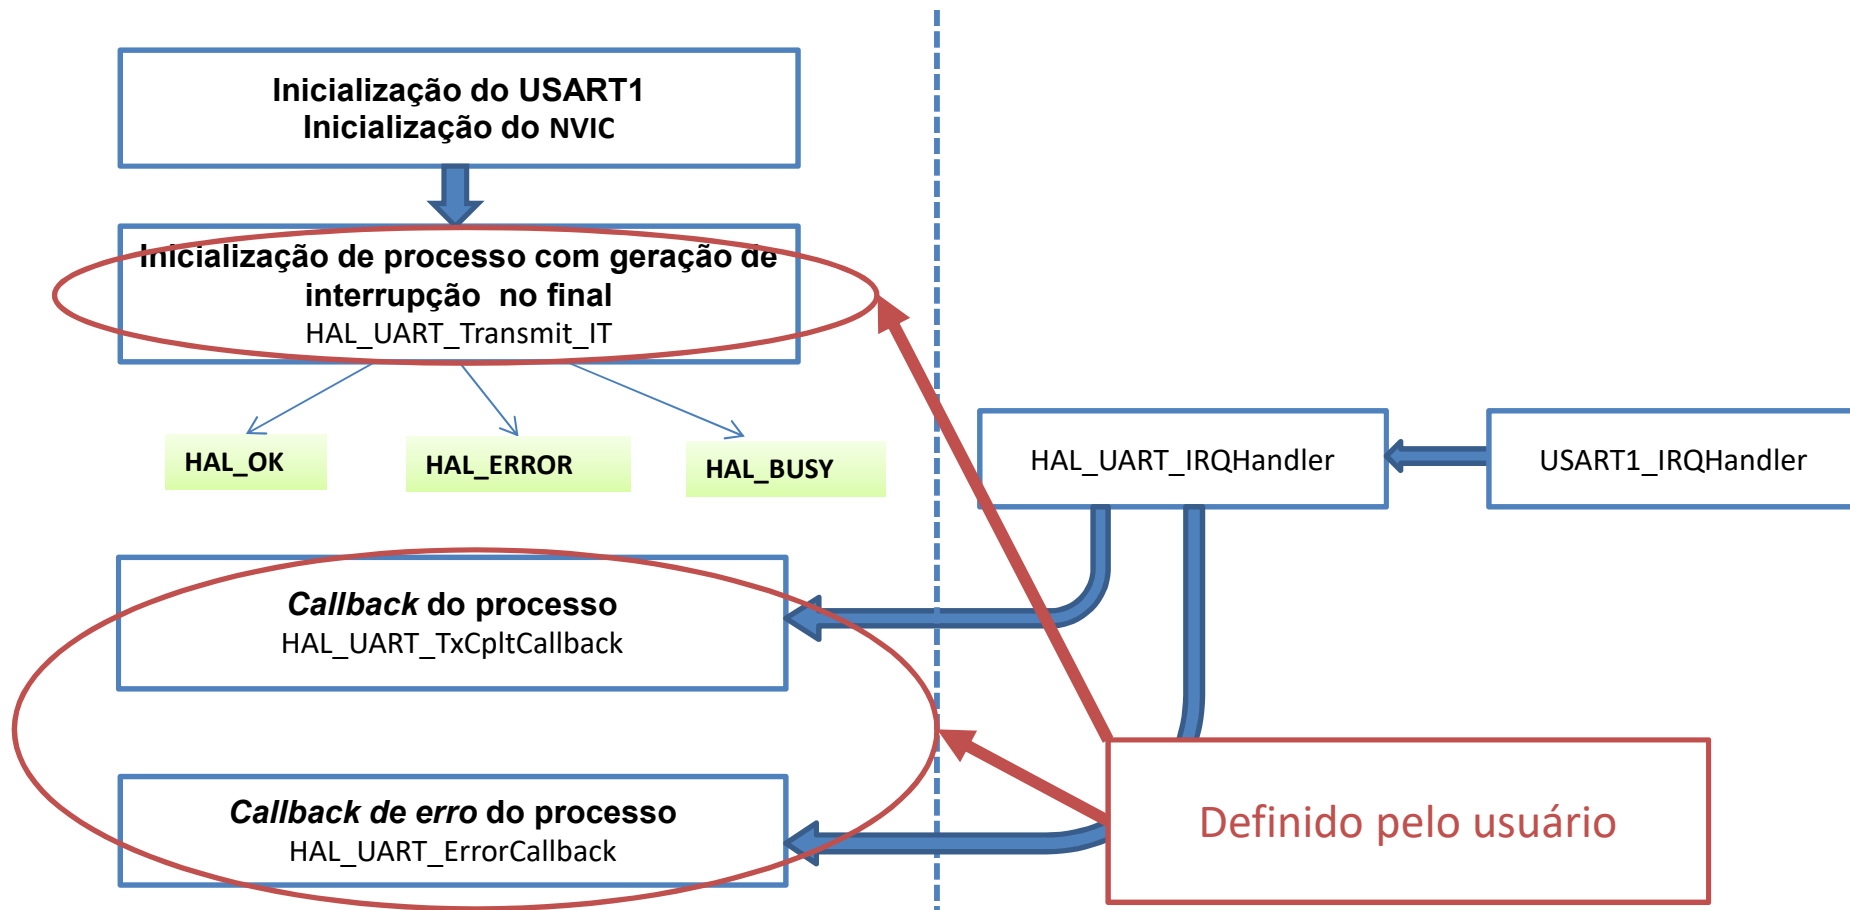 Inicialização do USART1
Inicialização do NVIC
Inicialização de processo com geração de
interrupção no final
HAL_UART_Transmit_IT
HAL_OK
HAL_ERROR
HAL_BUSY
HAL_UART_IRQHandler
USART1_IRQHandler
Callback do processo
HAL_UART_TxCpltCallback
Callback de erro do processo
HAL_UART_ErrorCallback
Definido pelo usuário